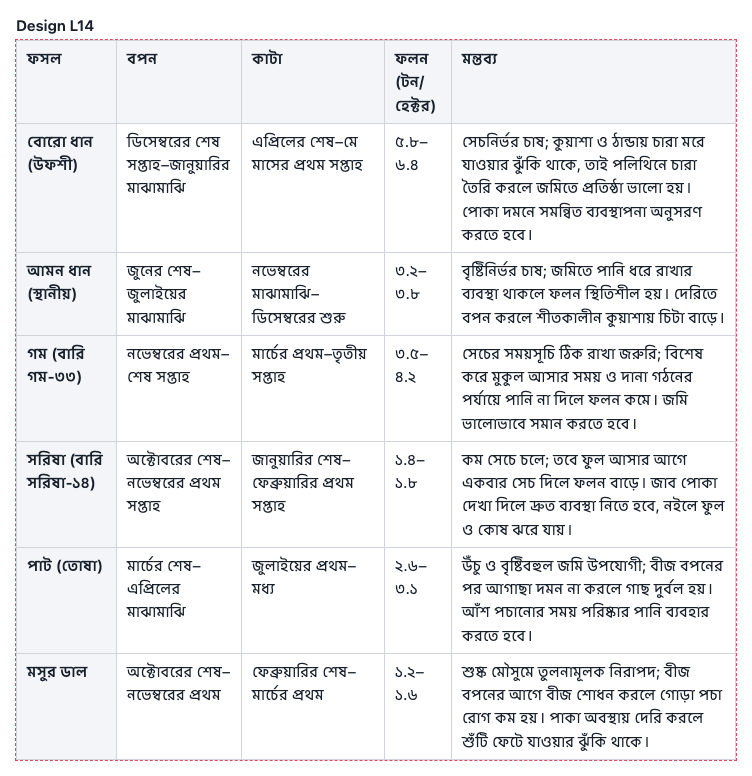 Design L14
ফসল
বপন
কাটা
ফলন
(টন/
হেক্টর)
মন্তব্য
বোরো ধান
(উফশী)
ডিসেম্বরের শেষ
সপ্তাহ–জানুয়ারির
মাঝামাঝি
এপ্রিলের শেষ–মে
মাসের প্রথম সপ্তাহ
৫.৮–
৬.৪
সেচনির্ভর চাষ; কুয়াশা ও ঠান্ডায় চারা মরে
যাওয়ার ঝুঁকি থাকে, তাই পলিথিনে চারা
তৈরি করলে জমিতে প্রতিষ্ঠা ভালো হয়।
পোকা দমনে সমন্বিত ব্যবস্থাপনা অনুসরণ
করতে হবে।
আমন ধান
(স্থানীয়)
জুনের শেষ–
জুলাইয়ের
মাঝামাঝি
নভেম্বরের
মাঝামাঝি–
ডিসেম্বরের শুরু
৩.২–
৩.৮
বৃষ্টিনির্ভর চাষ; জমিতে পানি ধরে রাখার
ব্যবস্থা থাকলে ফলন স্থিতিশীল হয়। দেরিতে
বপন করলে শীতকালীন কুয়াশায় চিটা বাড়ে।
গম (বারি
গম-৩৩)
নভেম্বরের প্রথম–
শেষ সপ্তাহ
মার্চের প্রথম–তৃতীয়
সপ্তাহ
৩.৫–
৪.২
সেচের সময়সূচি ঠিক রাখা জরুরি; বিশেষ
করে মুকুল আসার সময় ও দানা গঠনের
পর্যায়ে পানি না দিলে ফলন কমে। জমি
ভালোভাবে সমান করতে হবে।
সরিষা (বারি
সরিষা-১৪)
অক্টোবরের শেষ–
নভেম্বরের প্রথম
সপ্তাহ
জানুয়ারির শেষ–
ফেব্রুয়ারির প্রথম
সপ্তাহ
১.৪–
১.৮
কম সেচে চলে; তবে ফুল আসার আগে
একবার সেচ দিলে ফলন বাড়ে। জাব পোকা
দেখা দিলে দ্রুত ব্যবস্থা নিতে হবে, নইলে ফুল
ও কোষ ঝরে যায়।
পাট (তোষা)
মার্চের শেষ–
এপ্রিলের
মাঝামাঝি
জুলাইয়ের প্রথম–
মধ্য
২.৬–
৩.১
উঁচু ও বৃষ্টিবহুল জমি উপযোগী; বীজ বপনের
পর আগাছা দমন না করলে গাছ দুর্বল হয়।
আঁশ পচানোর সময় পরিষ্কার পানি ব্যবহার
করতে হবে।
মসুর ডাল
অক্টোবরের শেষ–
নভেম্বরের প্রথম
ফেব্রুয়ারির শেষ–
মার্চের প্রথম
১.২–
১.৬
শুষ্ক মৌসুমে তুলনামূলক নিরাপদ; বীজ
বপনের আগে বীজ শোধন করলে গোড়া পচা
রোগ কম হয়। পাকা অবস্থায় দেরি করলে
শুঁটি ফেটে যাওয়ার ঝুঁকি থাকে।